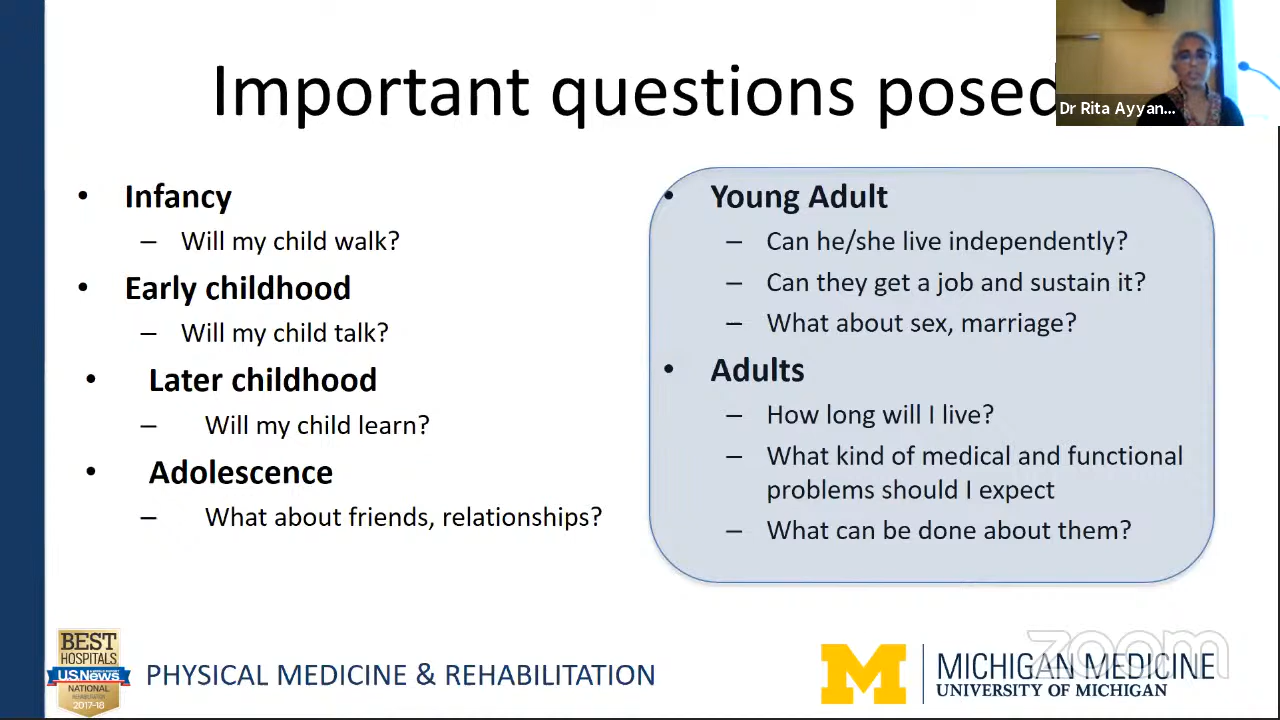 Important questions posed
Dr Rita Ayyan...
• Infancy
– Will my child walk?
• Early childhood
– Will my child talk?
• Later childhood
– Will my child learn?
• Adolescence
– What about friends, relationships?
• Young Adult
– Can he/she live independently?
– Can they get a job and sustain it?
– What about sex, marriage?
• Adults
– How long will I live?
– What kind of medical and functional
problems should I expect
– What can be done about them?
BEST
HOSPITALS
U.S.News
NATIONAL
REHABILITATION
2017-18
PHYSICAL MEDICINE & REHABILITATION
M
MICHIGAN MEDICINE
UNIVERSITY OF MICHIGAN
zoom